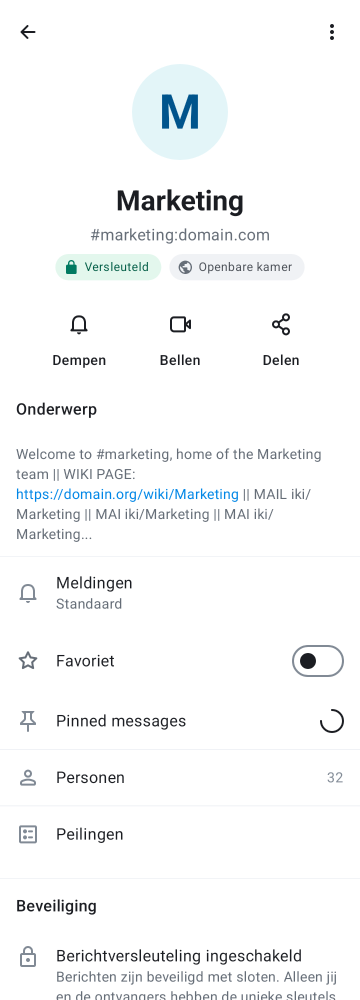 M
Marketing
#marketing:domain.com
Versleuteld
Openbare kamer
Dempen
Bellen
Delen
Onderwerp
Welcome to #marketing, home of the Marketing
team || WIKI PAGE:
https://domain.org/wiki/Marketing || MAIL iki/
Marketing || MAI iki/Marketing || MAI iki/
Marketing...
Meldingen
Standaard
Favoriet
Pinned messages
Personen
32
Peilingen
Beveiliging
Berichtversleuteling ingeschakeld
Berichten zijn beveiligd met sloten. Alleen jij
en de ontvangers hebben de unieke sleutels